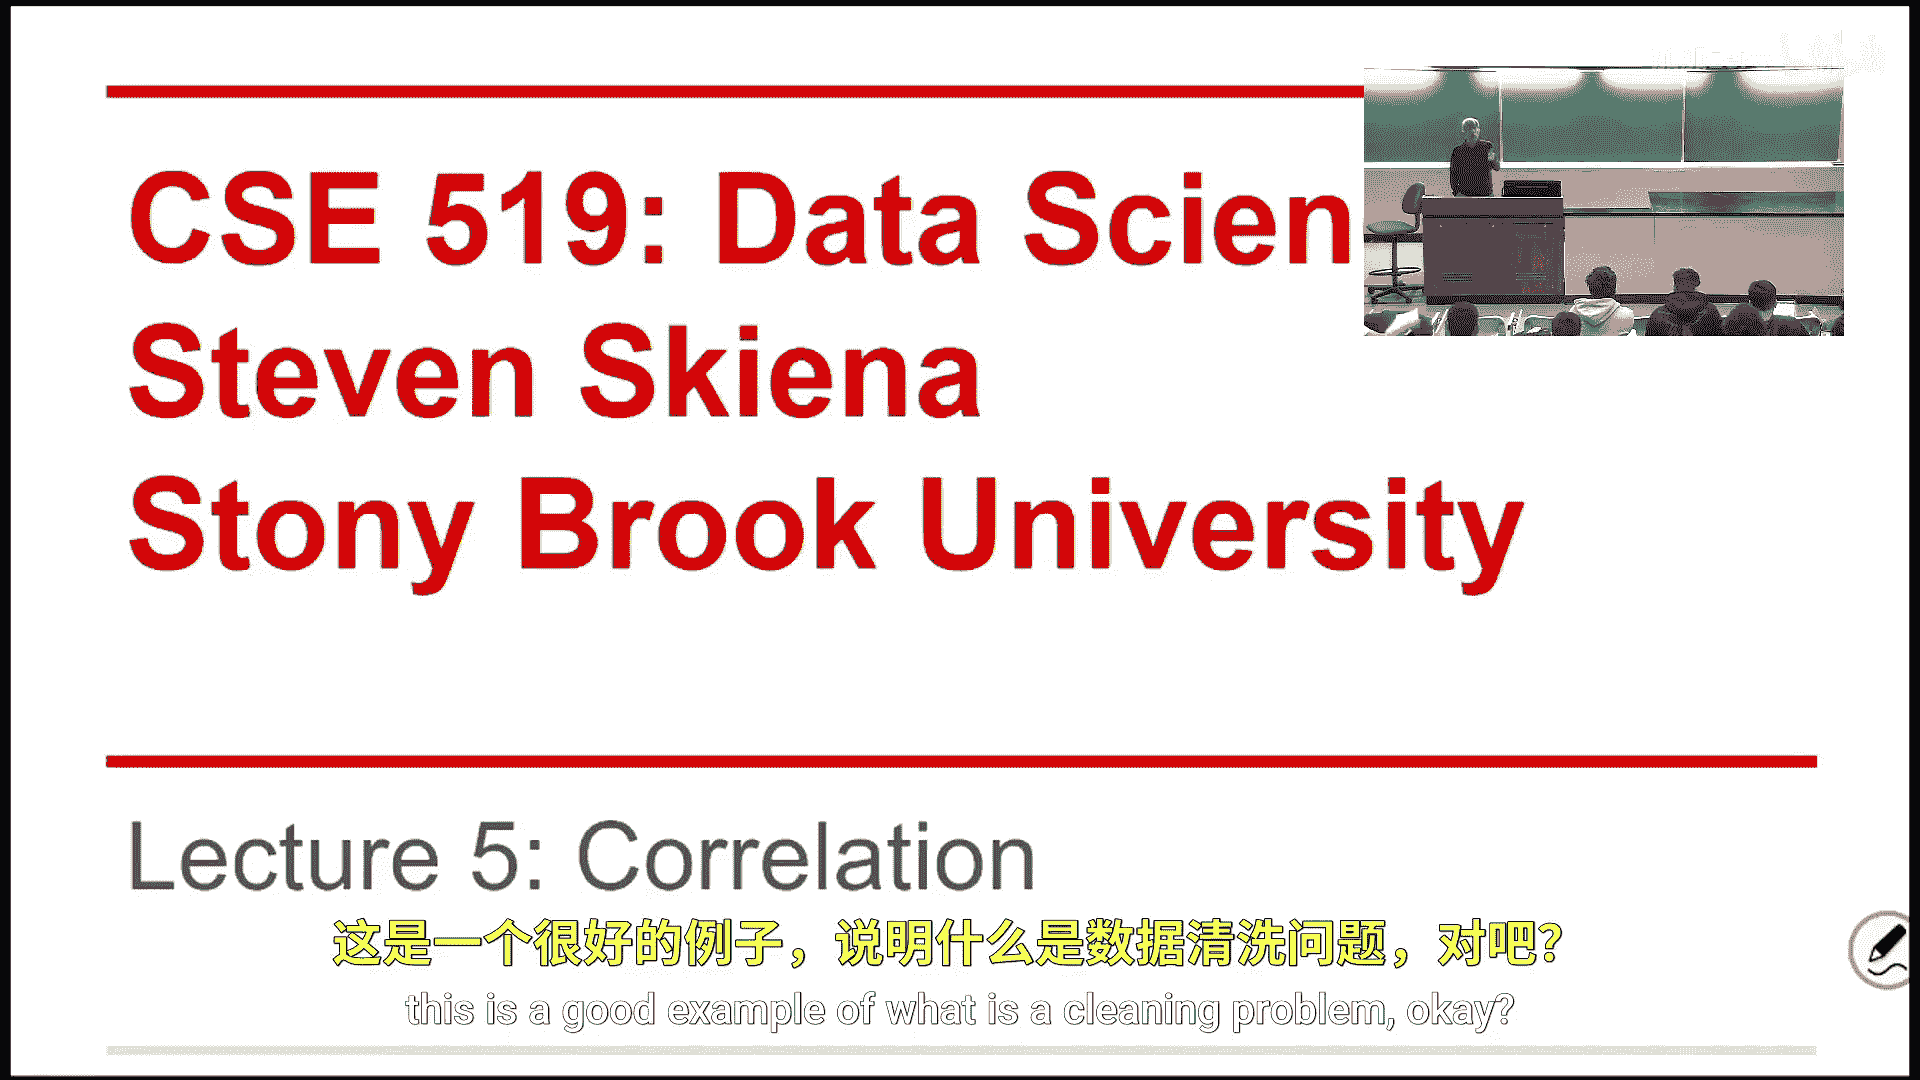 CSE 519: Data Scien
Steven Skiena
Stony Brook University
Lecture 5: Correlation
这是一个很好的例子，说明什么是数据清洗问题，对吧？
this is a good example of what is a cleaning problem, okay?